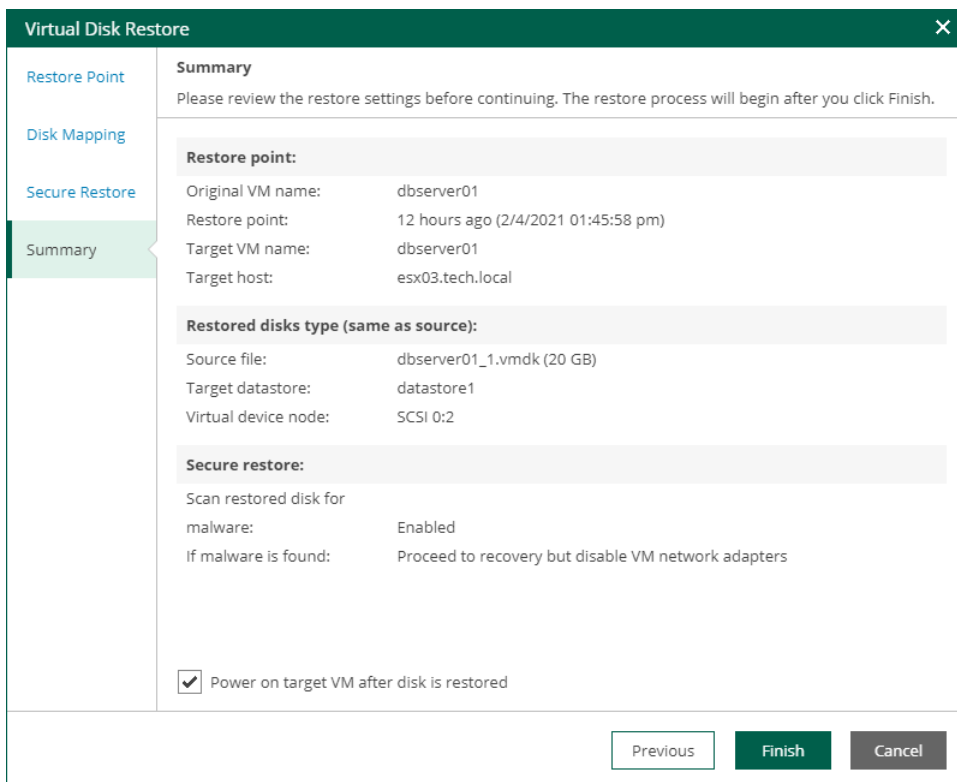 Virtual Disk Restore
Restore Point
Disk Mapping
Secure Restore
Summary
Summary
Please review the restore settings before continuing. The restore process will begin after you click Finish.
Restore point:
Original VM name: dbserver01
Restore point: 12 hours ago (2/4/2021 01:45:58 pm)
Target VM name: dbserver01
Target host: esx03.tech.local
Restored disks type (same as source):
Source file: dbserver01_1.vmdk (20 GB)
Target datastore: datastore1
Virtual device node: SCSI 0:2
Secure restore:
Scan restored disk for
malware: Enabled
If malware is found: Proceed to recovery but disable VM network adapters
Power on target VM after disk is restored
Previous Finish Cancel